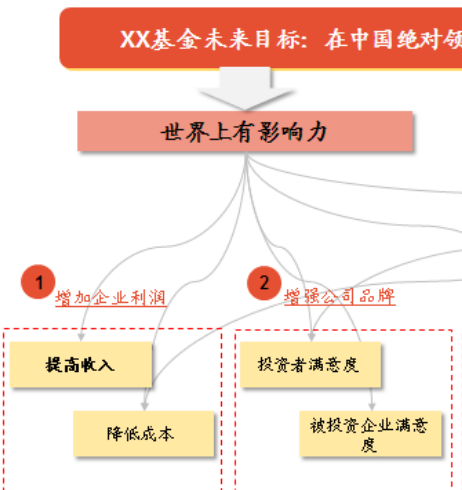 XX基金未来目标：在中国绝对领
世界上有影响力
1
增加企业利润
2
增强公司品牌
提高收入
投资者满意度
降低成本
被投资企业满意
度